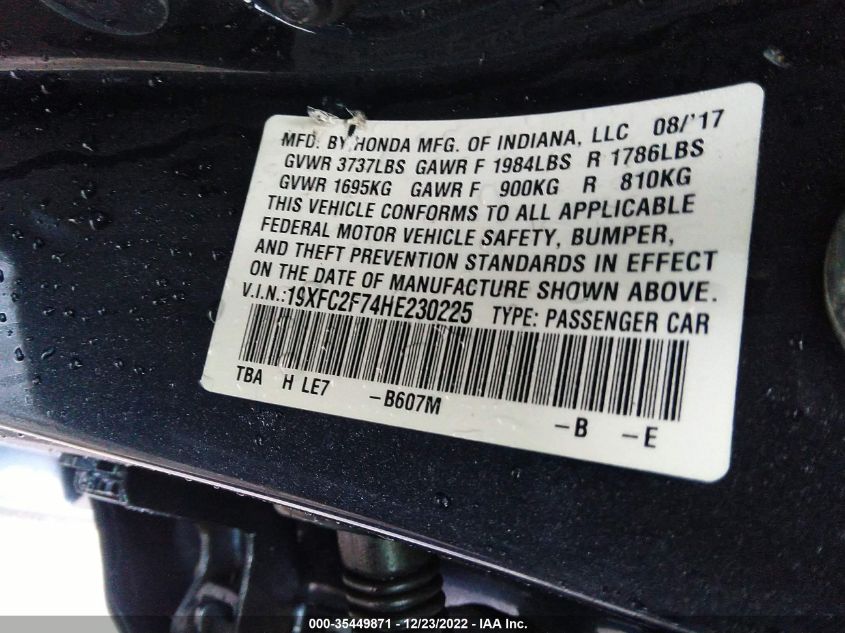 MFD. BY HONDA MFG. OF INDIANA, LLC 08/'17
GVWR 3737LBS GAWR F 1984LBS R 1786LBS
GVWR 1695KG GAWR F 900KG R 810KG
THIS VEHICLE CONFORMS TO ALL APPLICABLE
FEDERAL MOTOR VEHICLE SAFETY, BUMPER,
AND THEFT PREVENTION STANDARDS IN EFFECT
ON THE DATE OF MANUFACTURE SHOWN ABOVE.
V.I.N.:19XFC2F74HE230225 TYPE: PASSENGER CAR
TBA H LE7 -B607M -B -E
000-35449871 - 12/23/2022 - IAA Inc.